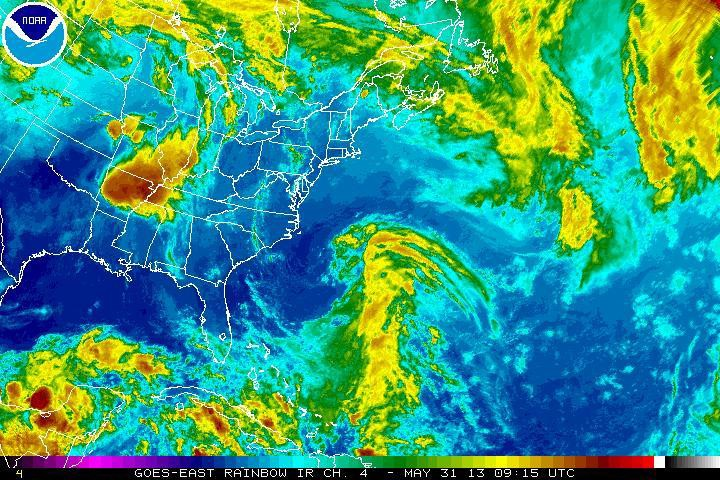 NOAA
4
GOES-EAST RAINBOW IR CH. 4 - MAY 31 13 09:15 UTC